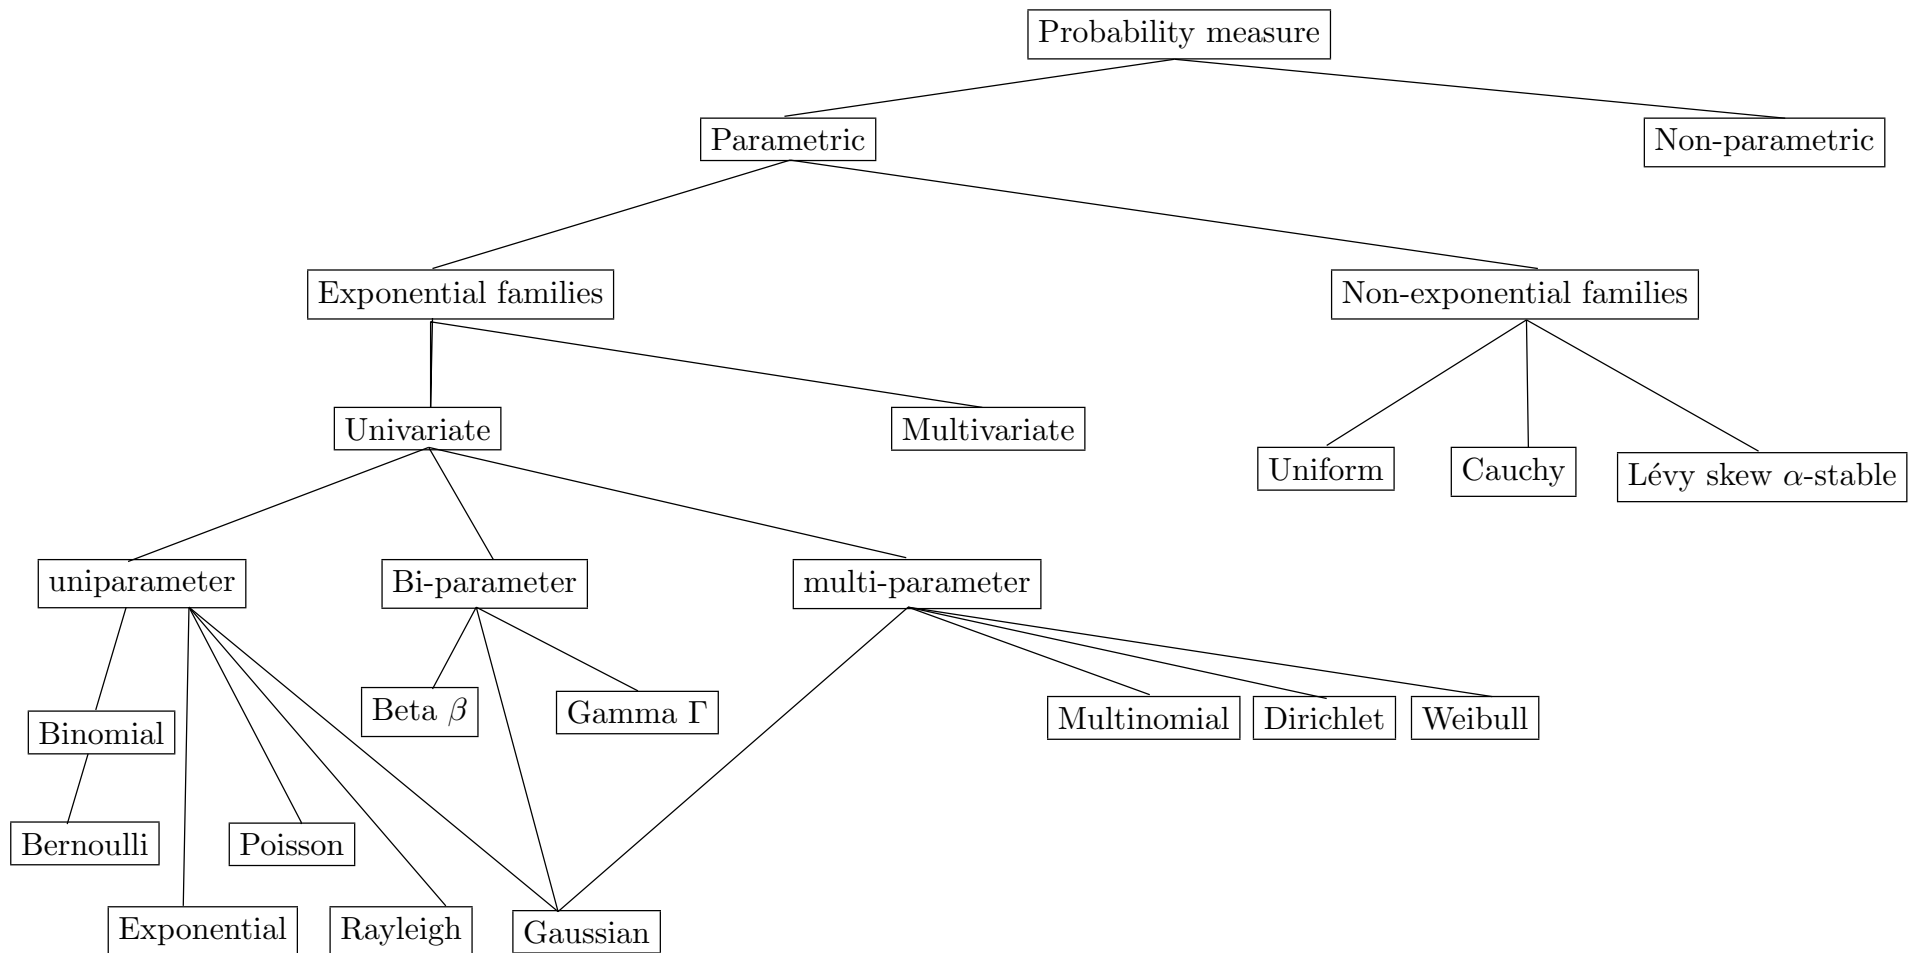 Probability measure
Parametric
Non-parametric
Exponential families
Non-exponential families
Univariate
Multivariate
Uniform
Cauchy
Lévy skew α-stable
uniparameter
Bi-parameter
multi-parameter
Beta β
Gamma Γ
Multinomial
Dirichlet
Weibull
Binomial
Bernoulli
Poisson
Exponential
Rayleigh
Gaussian